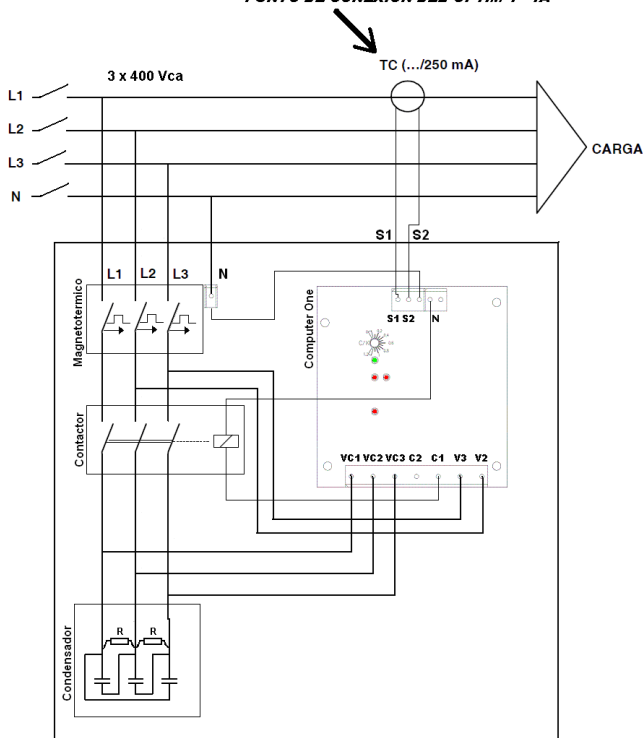 TC (.../250 mA)
3 x 400 Vca
L1
L2
L3
N
CARGA
S1 S2
L1 L2 L3 N
Magnetotermico
Computer One
S1 S2 N
C/K
Contactor
VC1 VC2 VC3 C2 C1 V3 V2
Condensador
R R